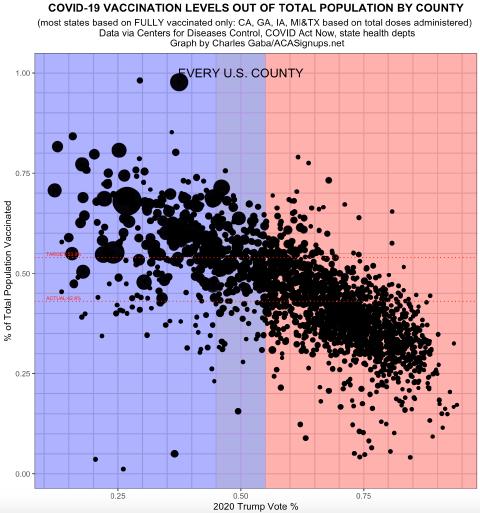 COVID-19 VACCINATION LEVELS OUT OF TOTAL POPULATION BY COUNTY
(most states based on FULLY vaccinated only: CA, GA, IA, MI&TX based on total doses administered)
Data via Centers for Diseases Control, COVID Act Now, state health depts
Graph by Charles Gaba/ACASignups.net
EVERY U.S. COUNTY
1.00
0.75
% of Total Population Vaccinated
0.50
0.25
0.00
0.25
0.50
0.75
2020 Trump Vote %